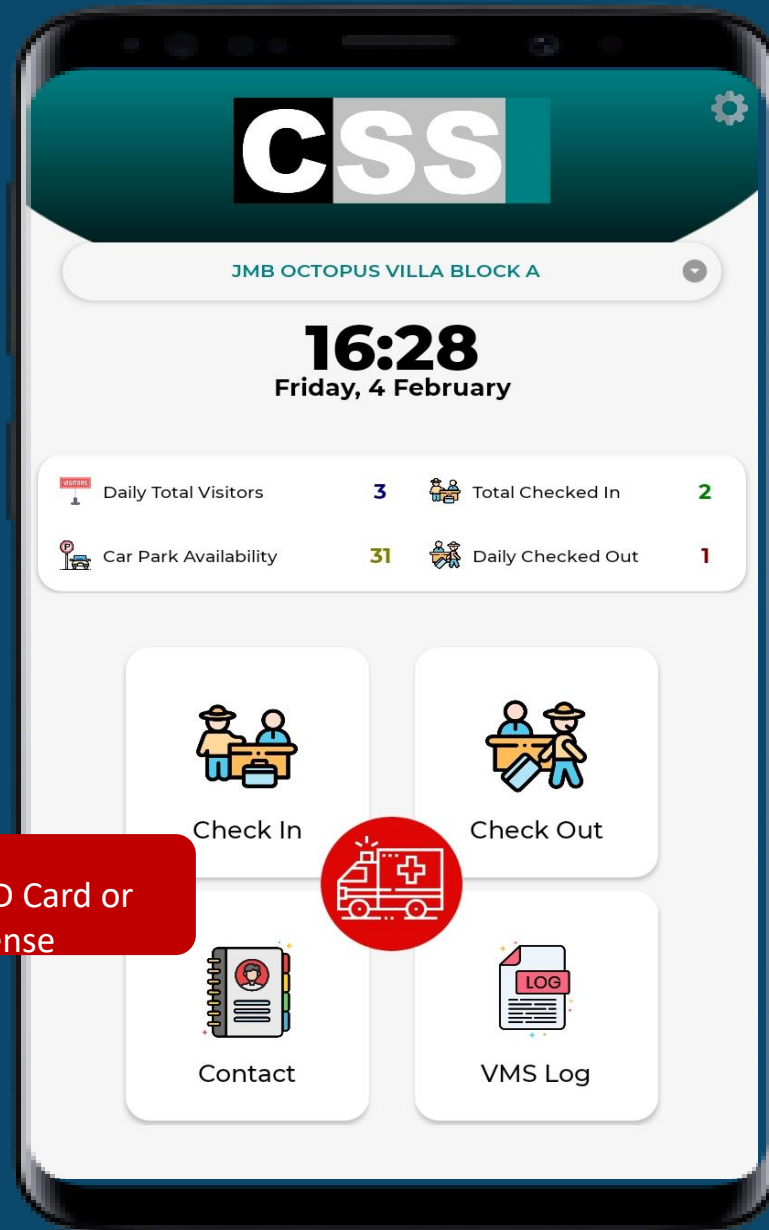 CSS
JMB OCTOPUS VILLA BLOCK A
16:28
Friday, 4 February
VISITORS
Daily Total Visitors 3 Total Checked In 2
P
Car Park Availability 31 Daily Checked Out 1
Check In Check Out
D Card or
ense
LOG
Contact VMS Log